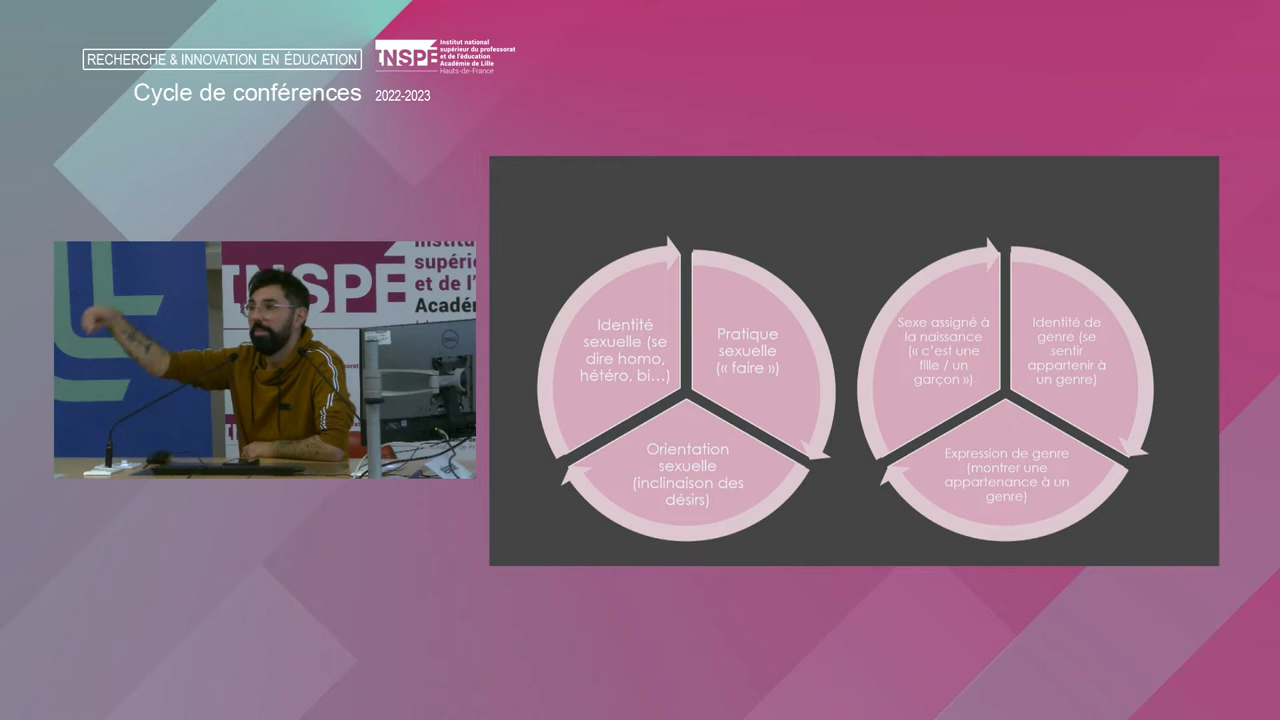 RECHERCHE & INNOVATION EN ÉDUCATION
Cycle de conférences 2022-2023
INSPÉ
Institut national
supérieur du professorat
et de l'éducation
Académie de Lille
Hauts-de-France
INSPÉ
supérie
et de l'
Acadé
DELL
Identité
sexuelle (se
dire homo,
hétéro, bi…)
Pratique
sexuelle
(« faire »)
Orientation
sexuelle
(inclinaison des
désirs)
Sexe assigné à
la naissance
(« c'est une
fille / un
garçon »)
Identité de
genre (se
sentir
appartenir à
un genre)
Expression de genre
(montrer une
appartenance à un
genre)